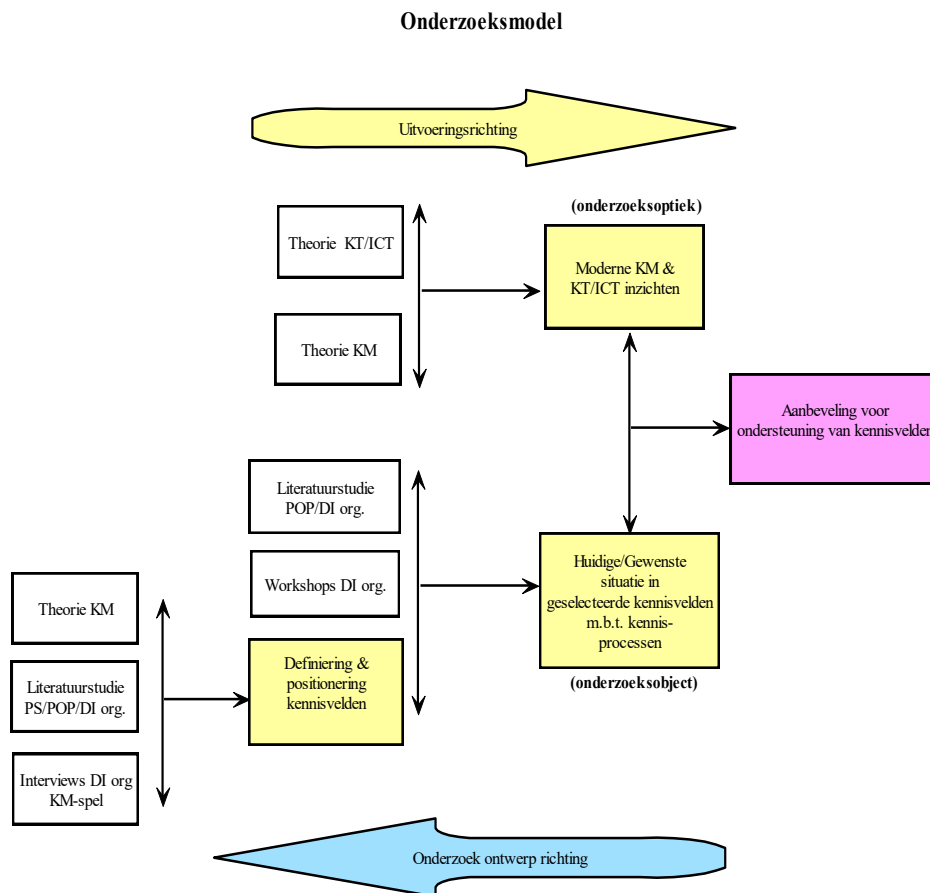 Onderzoeksmodel
Uitvoeringsrichting
(onderzoeksoptiek)
Theorie KT/ICT
Moderne KM &
KT/ICT inzichten
Theorie KM
Aanbeveling voor
ondersteuning van kennisvelden
Literatuurstudie
POP/DI org.
Workshops DI org.
Huidige/Gewenste
situatie in
geselecteerde kennisvelden
m.b.t. kennis-
processen
(onderzoeksobject)
Theorie KM
Literatuurstudie
PS/POP/DI org.
Interviews DI org
KM-spel
Definiering &
positionering
kennisvelden
Onderzoek ontwerp richting